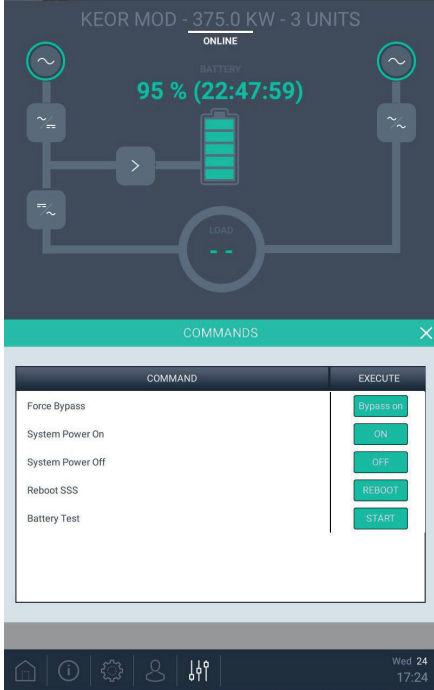 KEOR MOD - 375.0 KW - 3 UNITS
ONLINE
BATTERY
95 % (22:47:59)
LOAD
- -
COMMANDS
COMMAND EXECUTE
Force Bypass Bypass on
System Power On ON
System Power Off OFF
Reboot SSS REBOOT
Battery Test START
Wed 24
17:24